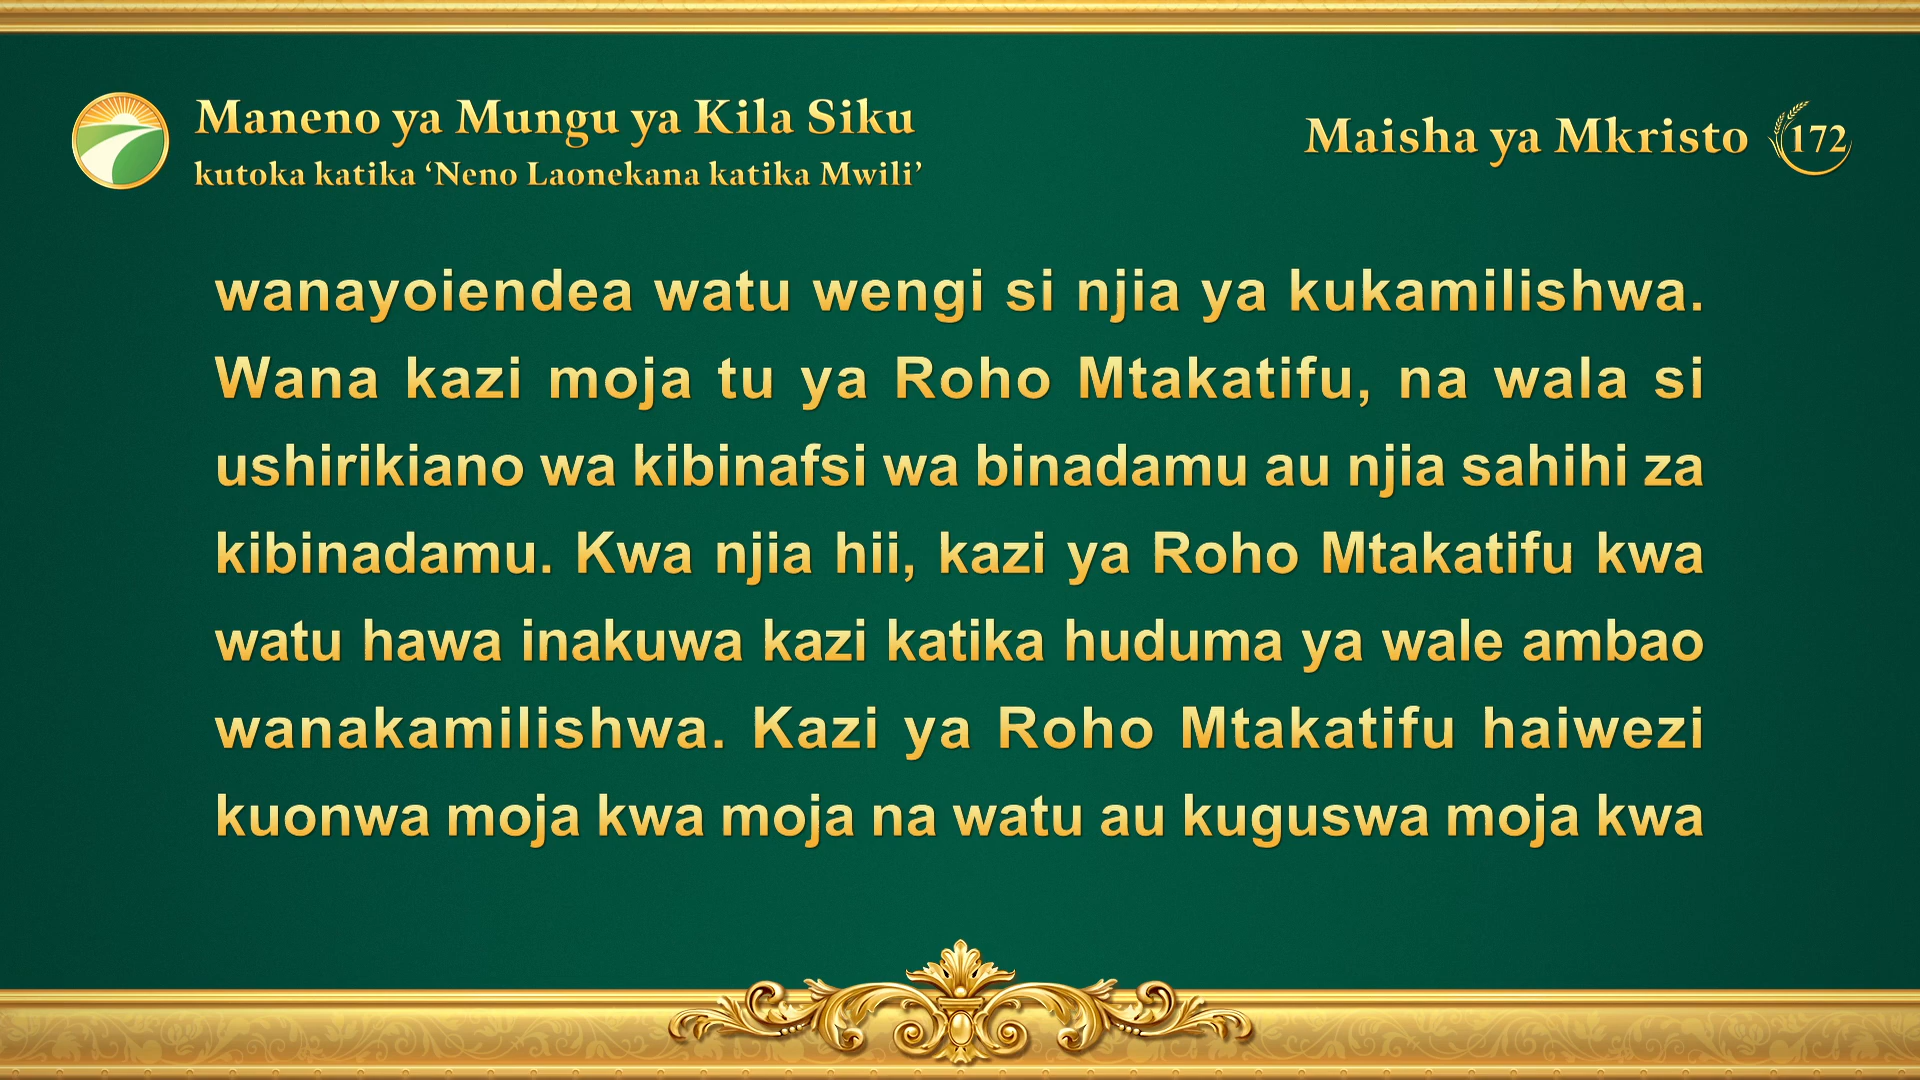 Maneno ya Mungu ya Kila Siku
kutoka katika ‘Neno Laonekana katika Mwili’
Maisha ya Mkristo 172
wanayoiendea watu wengi si njia ya kukamilishwa.
Wana kazi moja tu ya Roho Mtakatifu, na wala si
ushirikiano wa kibinafsi wa binadamu au njia sahihi za
kibinadamu. Kwa njia hii, kazi ya Roho Mtakatifu kwa
watu hawa inakuwa kazi katika huduma ya wale ambao
wanakamilishwa. Kazi ya Roho Mtakatifu haiwezi
kuonwa moja kwa moja na watu au kuguswa moja kwa